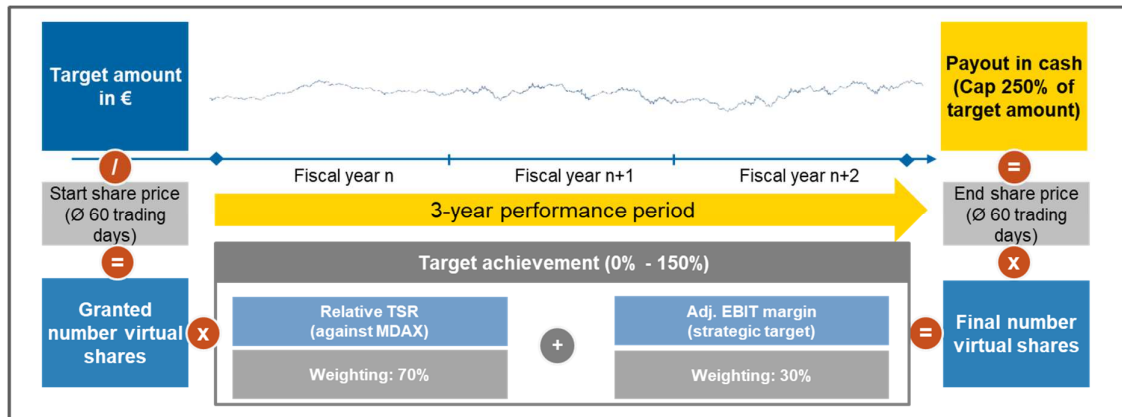 Target amount
in €
/
Start share price
(Ø 60 trading
days)
=
Granted
number virtual
shares
x
Fiscal year n
Fiscal year n+1
Fiscal year n+2
3-year performance period
Target achievement (0% - 150%)
Relative TSR
(against MDAX)
Weighting: 70%
+
Adj. EBIT margin
(strategic target)
Weighting: 30%
=
Payout in cash
(Cap 250% of
target amount)
=
End share price
(Ø 60 trading
days)
x
Final number
virtual shares